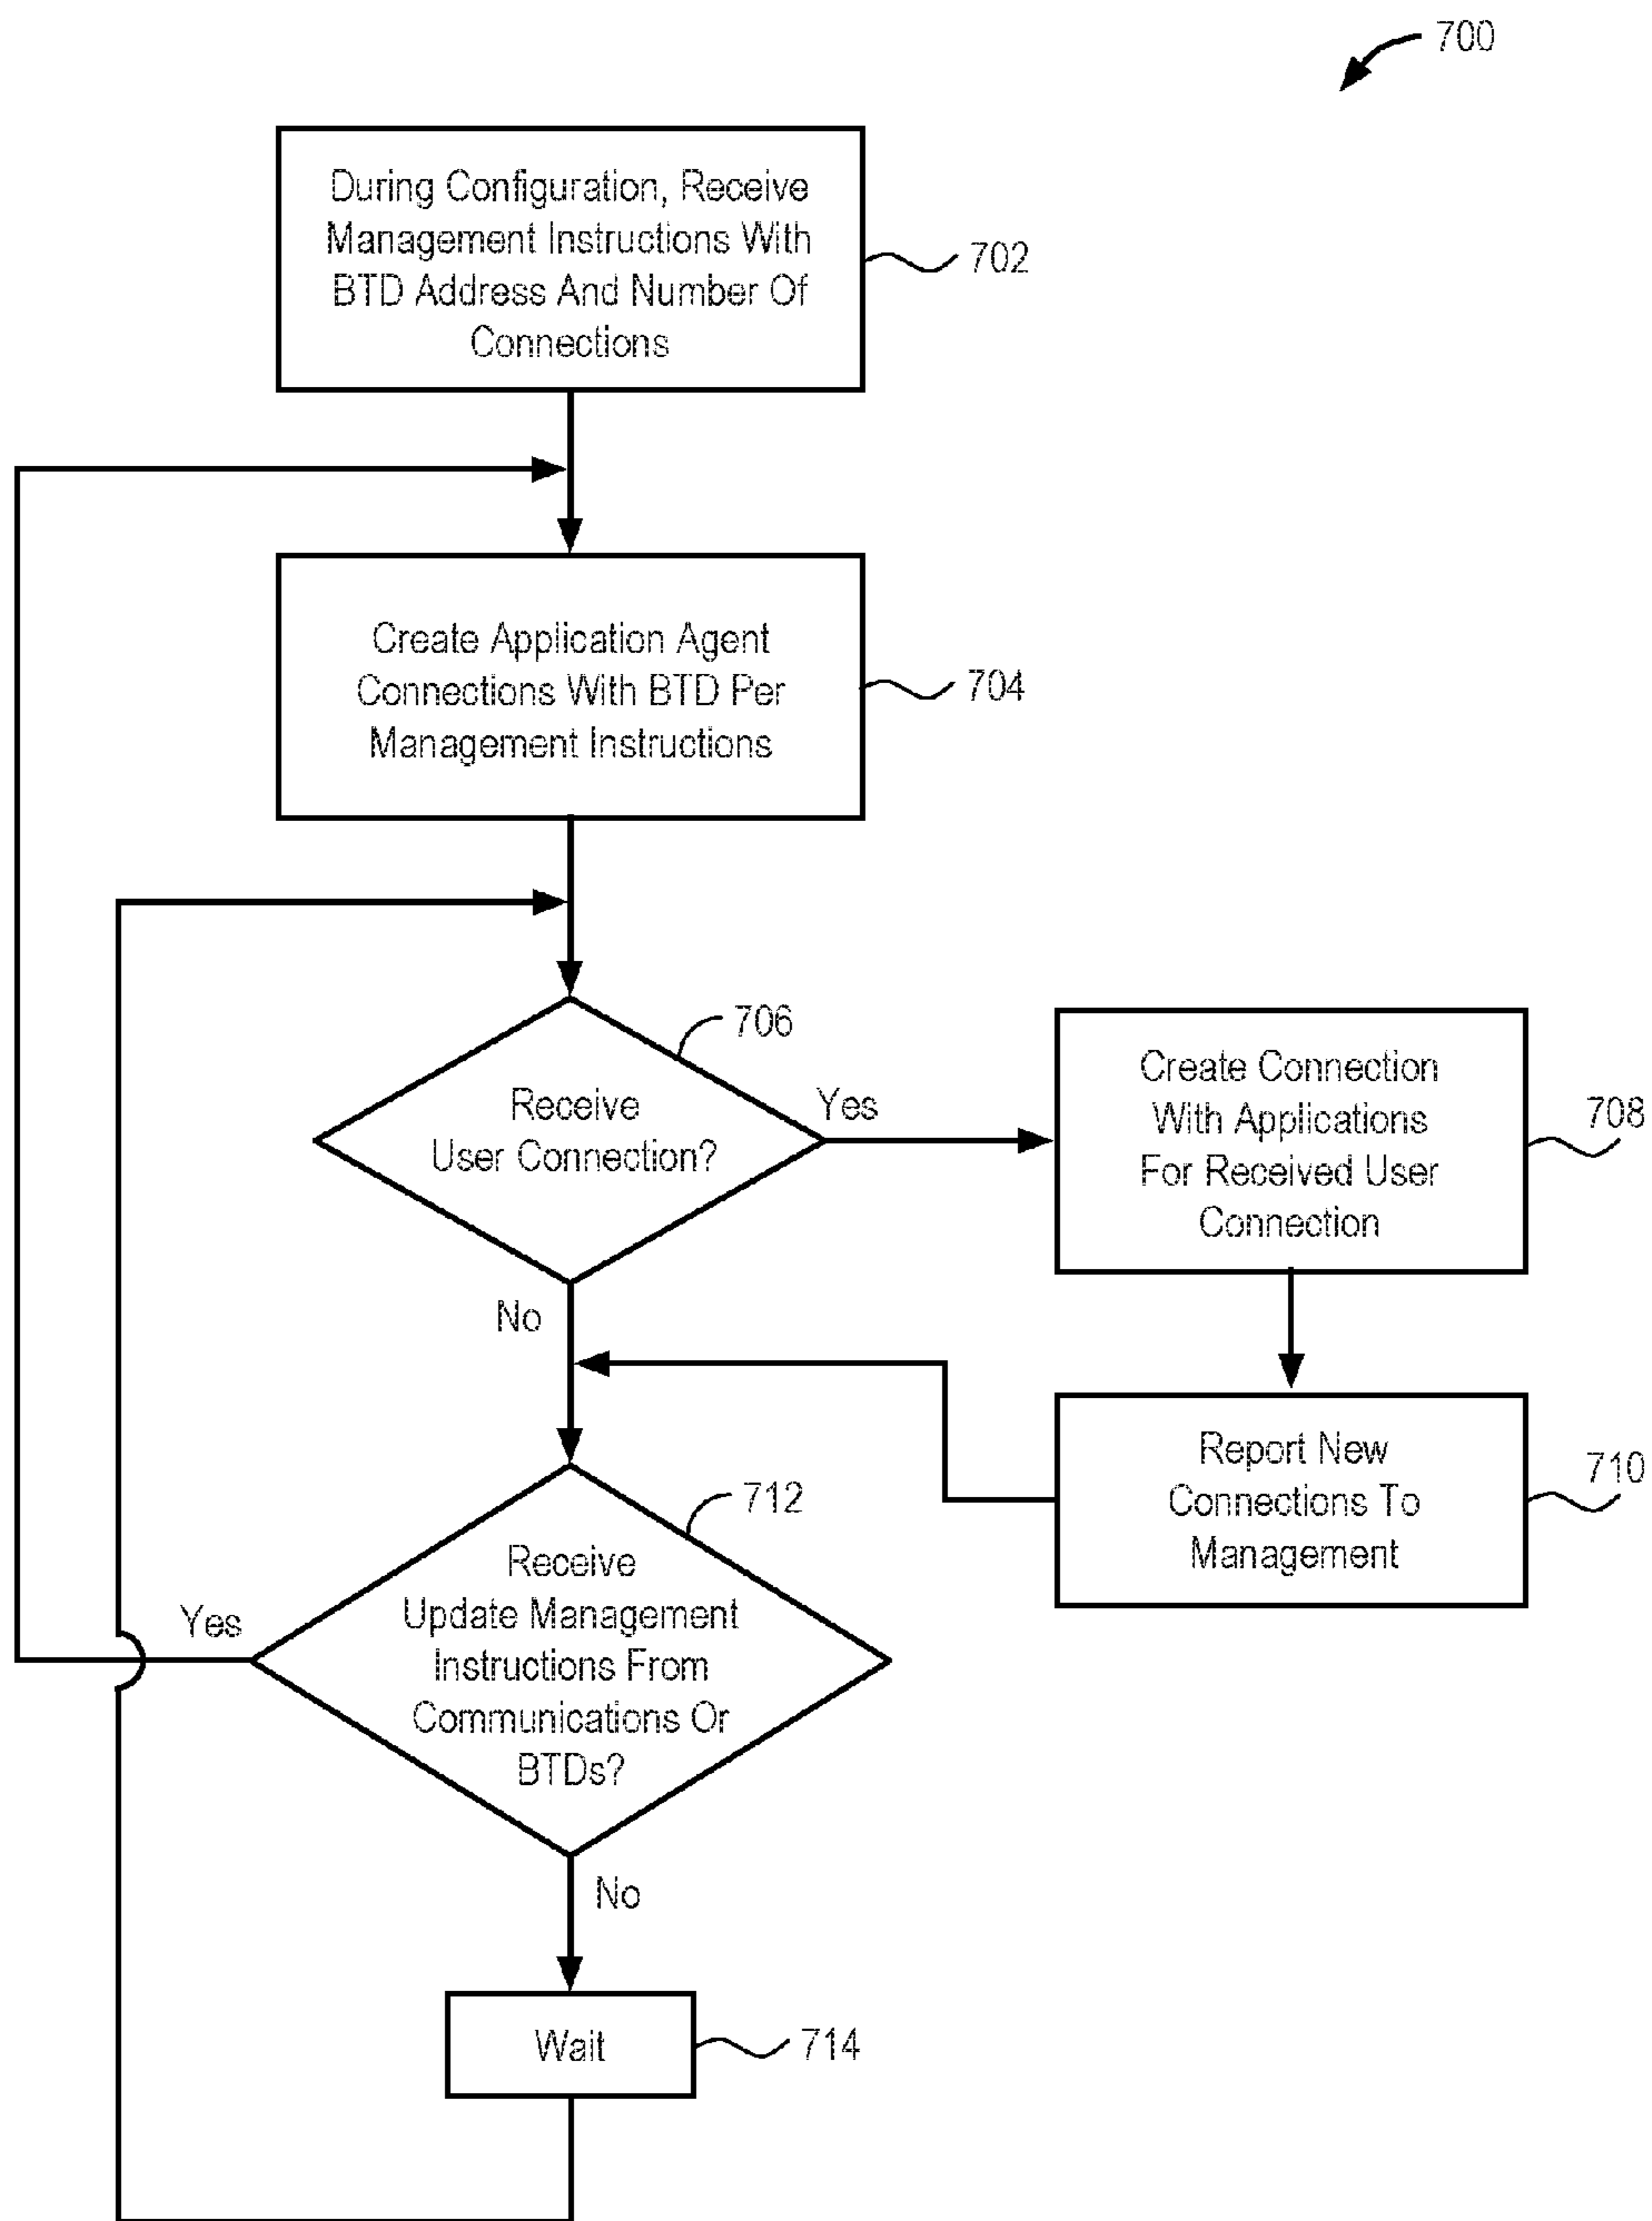 700
During Configuration, Receive
Management Instructions With
BTD Address And Number Of
Connections
702
Create Application Agent
Connections With BTD Per
Management Instructions
704
706
Receive
User Connection?
Yes
No
Create Connection
With Applications
For Received User
Connection
708
Report New
Connections To
Management
710
712
Receive
Update Management
Instructions From
Communications Or
BTDs?
Yes
No
Wait
714